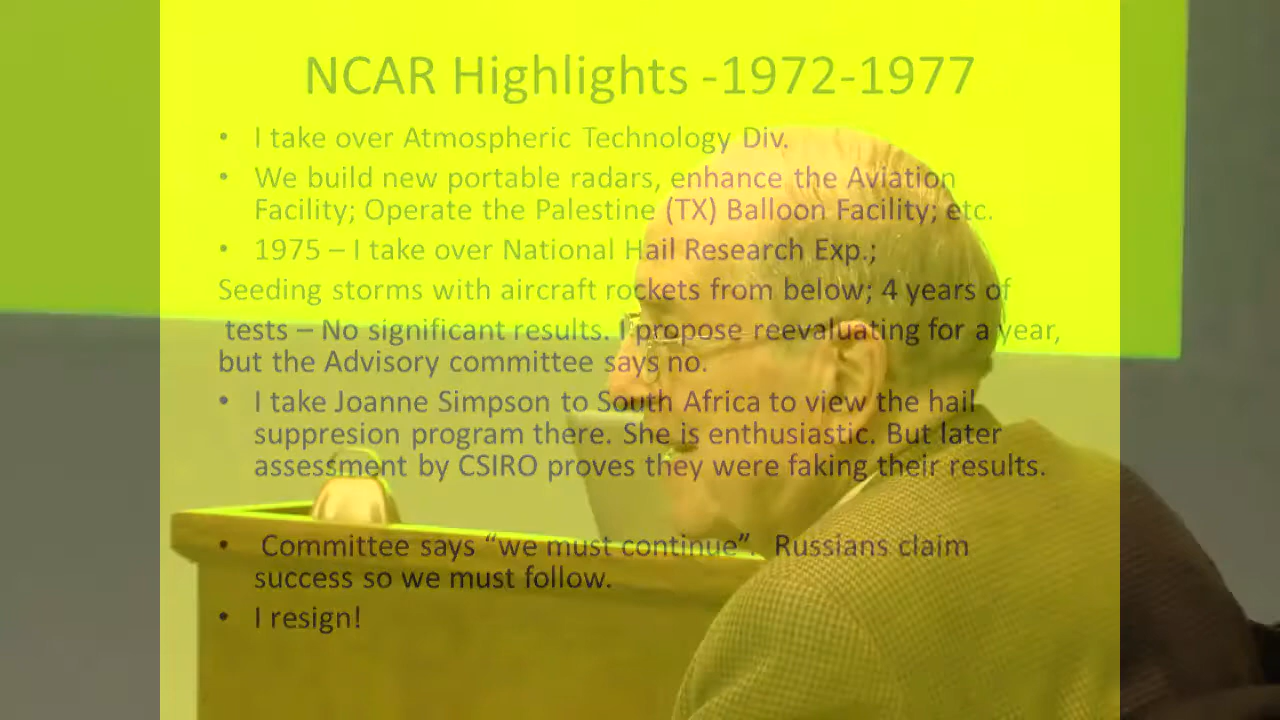 NCAR Highlights -1972-1977
• I take over Atmospheric Technology Div.
• We build new portable radars, enhance the Aviation
Facility; Operate the Palestine (TX) Balloon Facility; etc.
• 1975 – I take over National Hail Research Exp.;
Seeding storms with aircraft rockets from below; 4 years of
tests – No significant results. I propose reevaluating for a year,
but the Advisory committee says no.
• I take Joanne Simpson to South Africa to view the hail
suppresion program there. She is enthusiastic. But later
assessment by CSIRO proves they were faking their results.
• Committee says “we must continue”. Russians claim
success so we must follow.
• I resign!